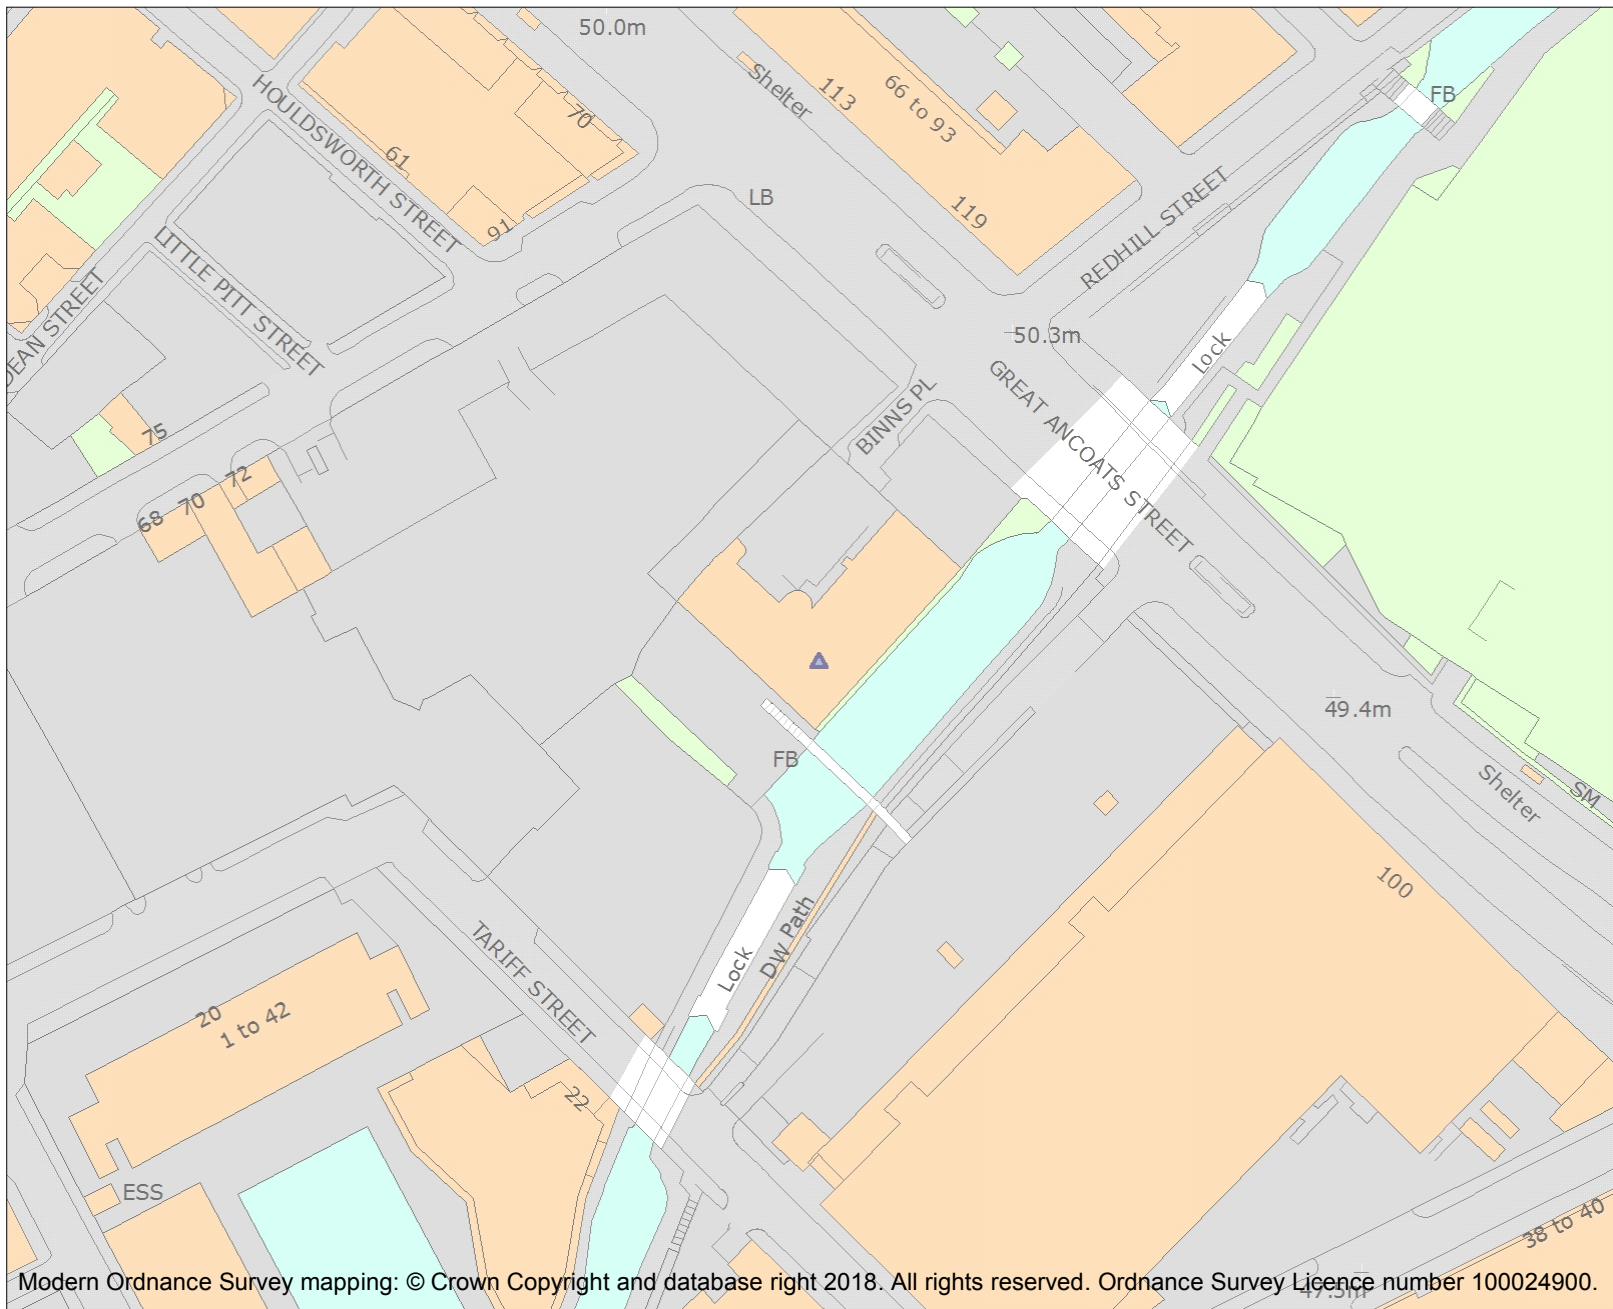 50.0m
Shelter
113
66 to 93
70
HOULDSWORTH STREET
61
91
LB
119
FB
REDHILL STREET
LITTLE PITT STREET
DEAN STREET
50.3m
Lock
GREAT ANCOATS STREET
BINNS PL
75
72
70
68
49.4m
FB
Shelter
SM
100
TARIFF STREET
Lock
DW Path
20
1 to 42
22
ESS
38 to 40
47.5m
Modern Ordnance Survey mapping: © Crown Copyright and database right 2018. All rights reserved. Ordnance Survey Licence number 100024900.